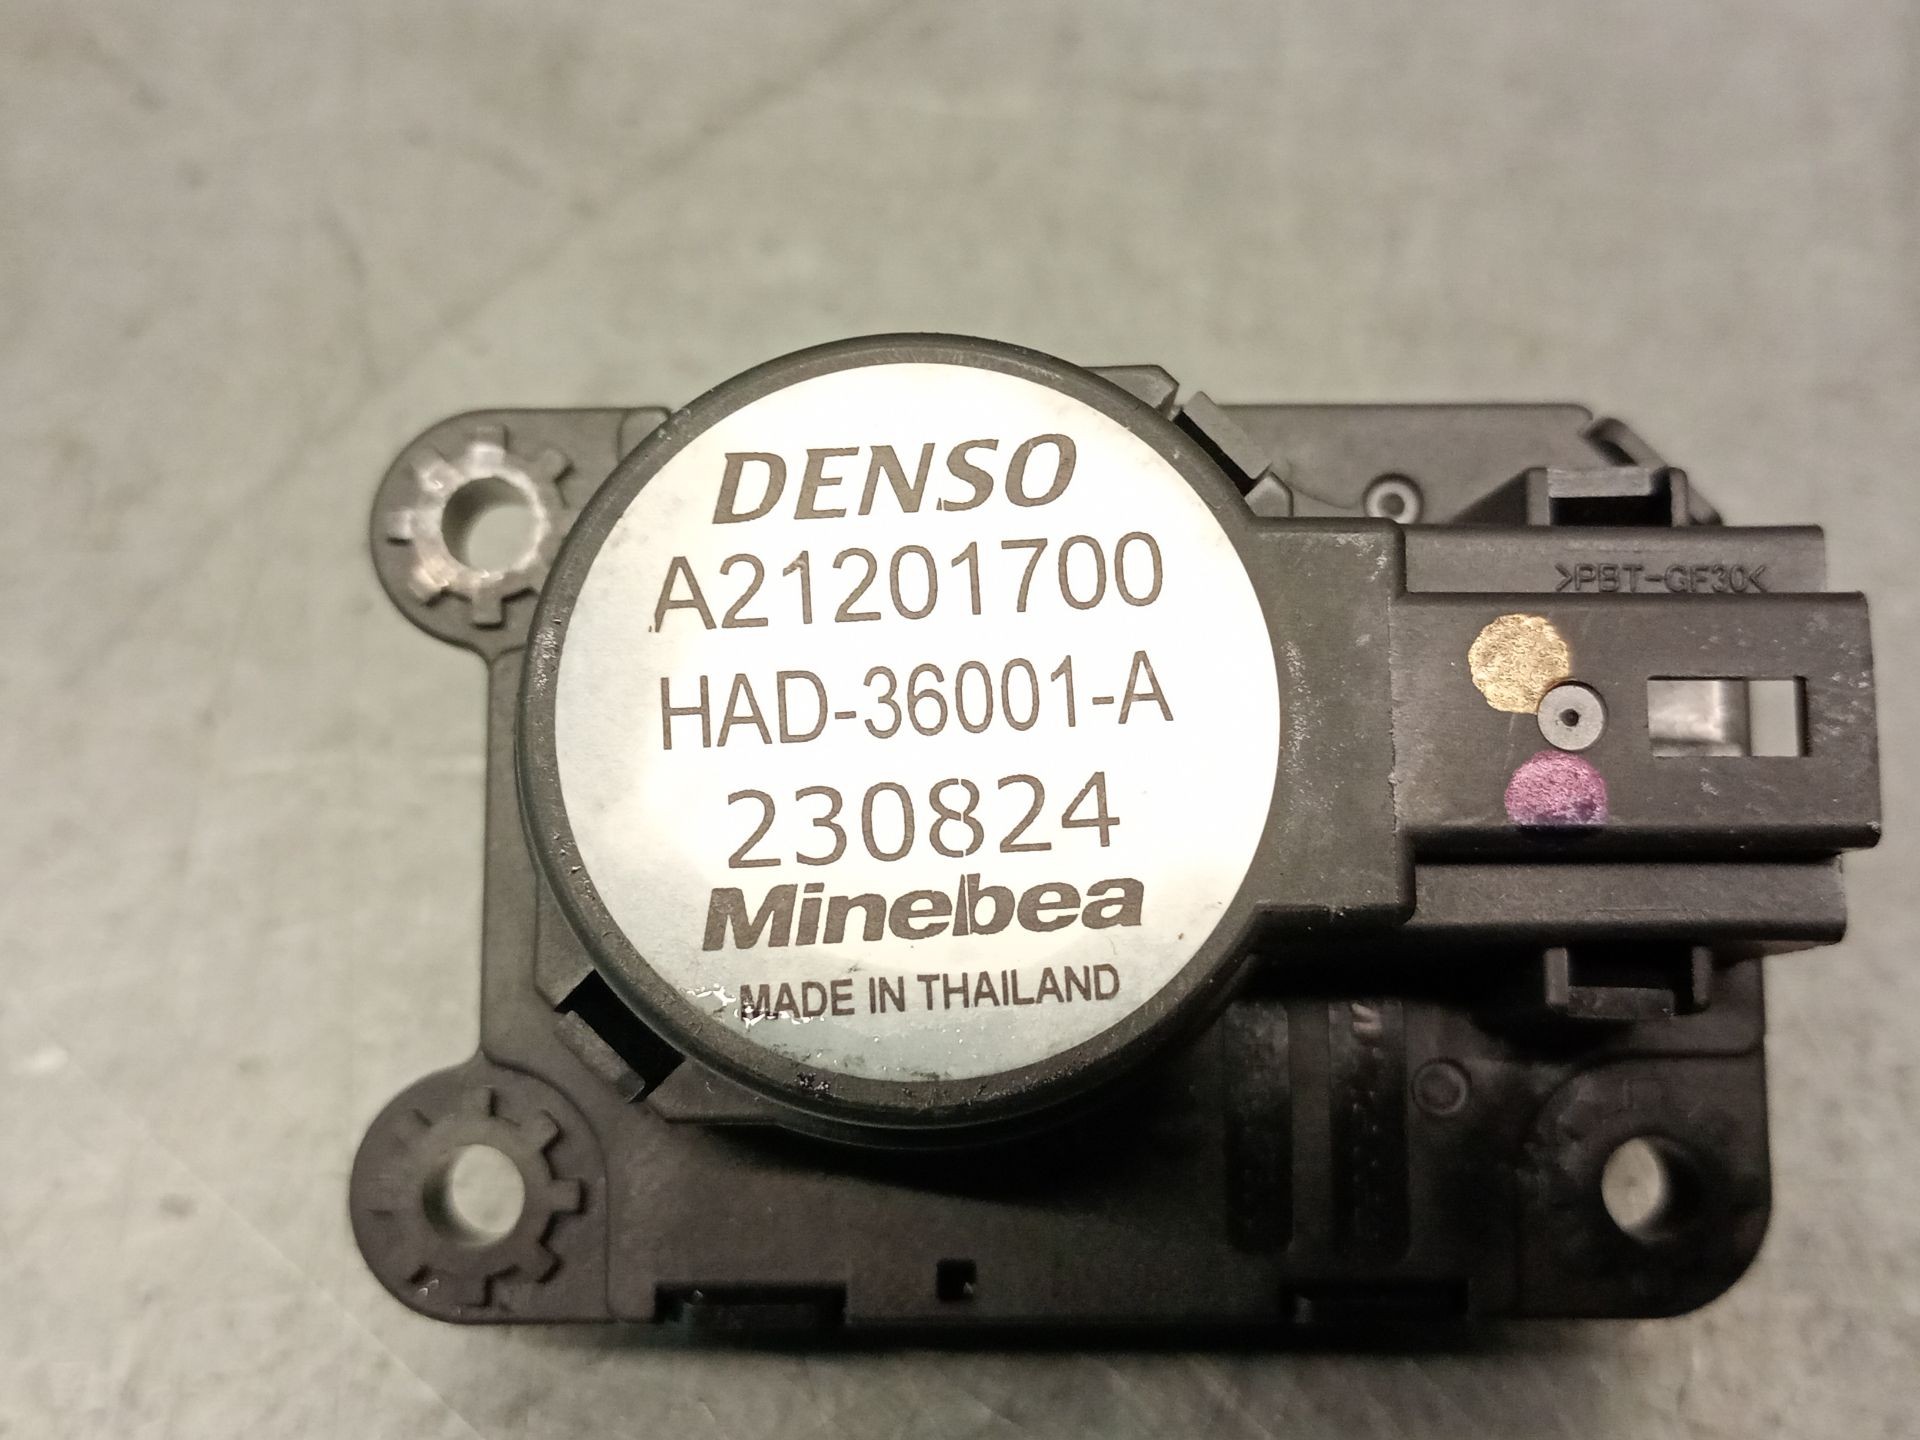 DENSO
A21201700
HAD-36001-A
230824
Minebea
MADE IN THAILAND
>PBT-GF30<